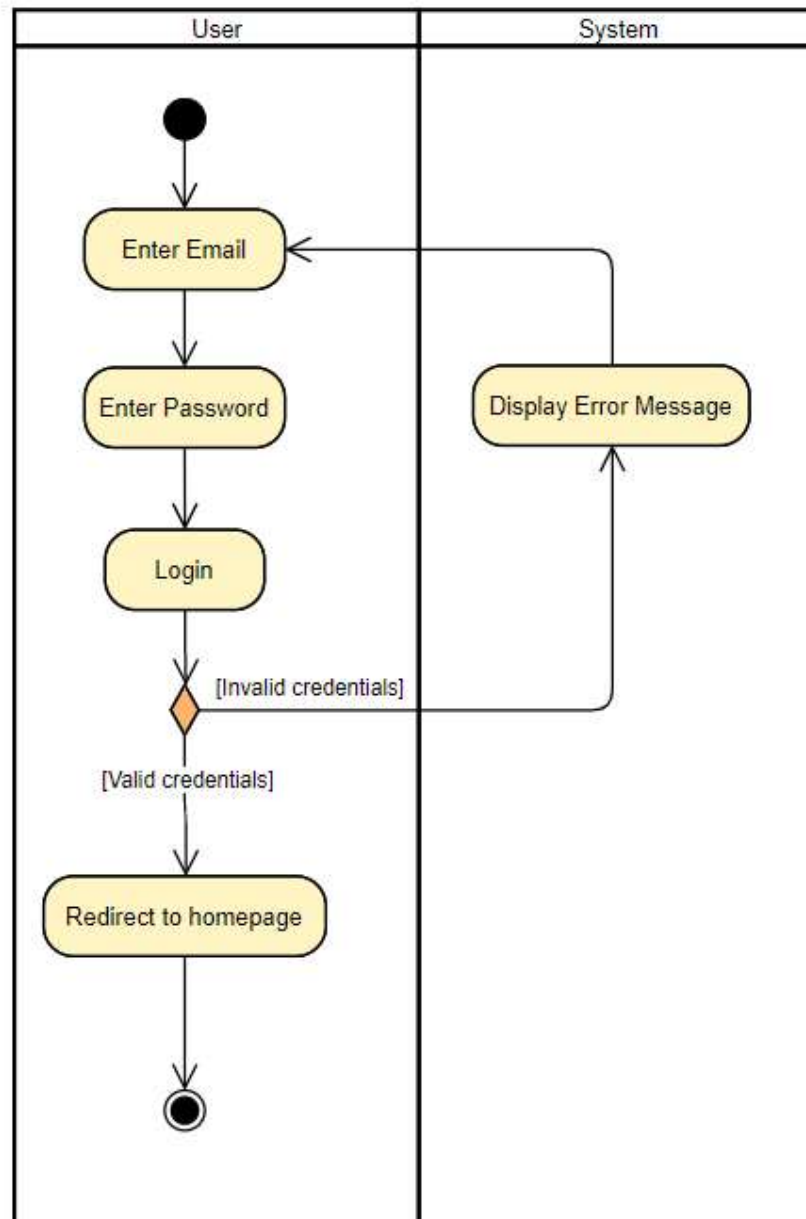 User
System
Enter Email
Enter Password
Display Error Message
Login
[Invalid credentials]
[Valid credentials]
Redirect to homepage